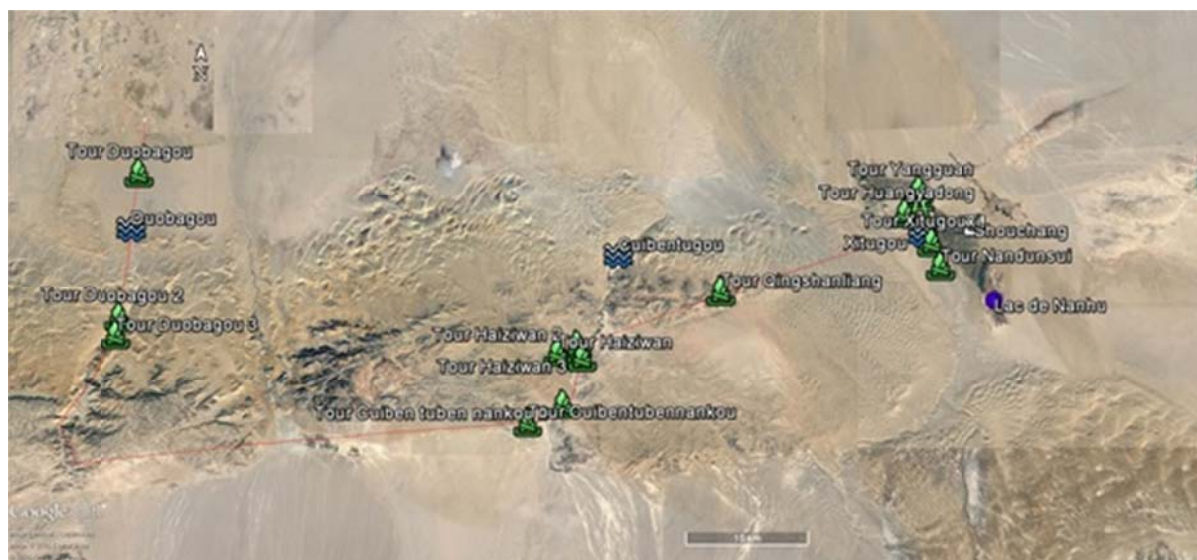 Tour Duobagou
Duobagou
Tour Duobagou 2
Tour Duobagou 3
Tour Yangguan
Tour Huangyadong
Tour Xitugou
Shouchang
Xitugou
Tour Nandunsui
Guibentugou
Tour Qingshanliang
Lac de Nanhu
Tour Haiziwan 2
Tour Haiziwan
Tour Haiziwan 3
Tour Guiben tuben nankou
Tour Guibentubennankou
10 km
Google